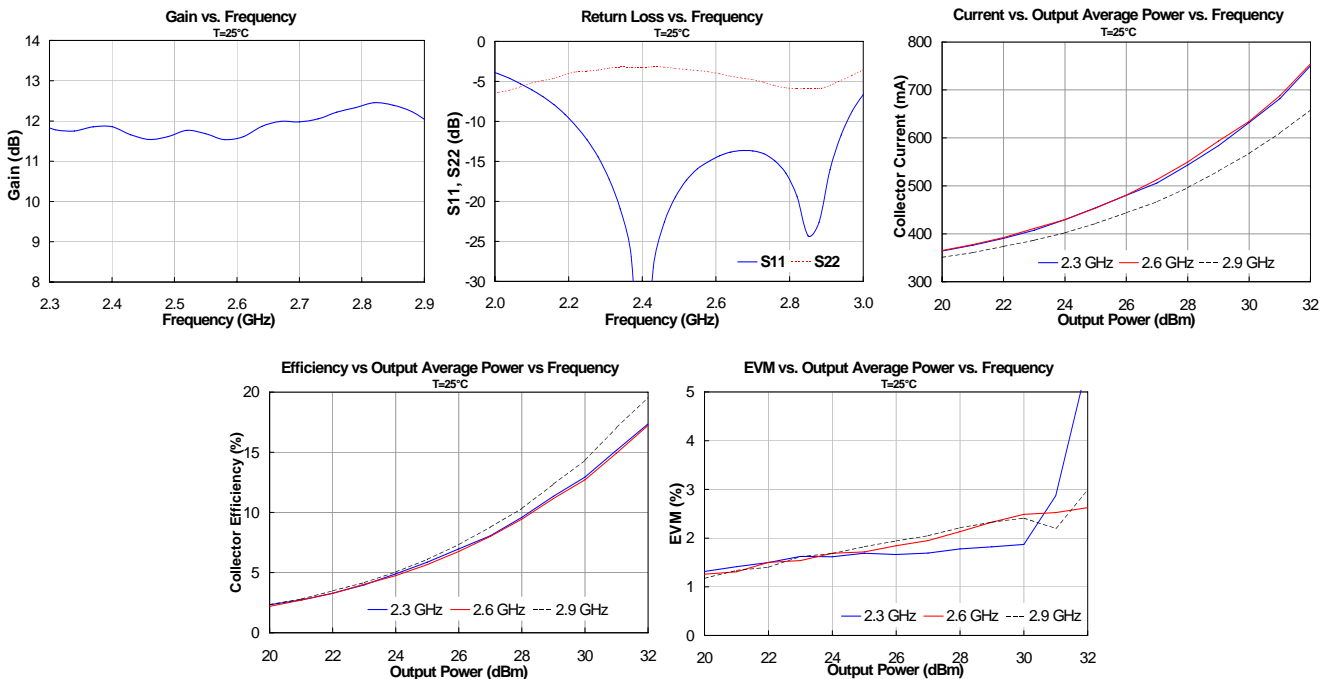 Gain vs. Frequency
T=25°C
14
13
12
11
10
9
8
Gain (dB)
2.3 2.4 2.5 2.6 2.7 2.8 2.9
Frequency (GHz)
Return Loss vs. Frequency
T=25°C
0
-5
-10
-15
-20
-25
-30
S11, S22 (dB)
S11 S22
2.0 2.2 2.4 2.6 2.8 3.0
Frequency (GHz)
Current vs. Output Average Power vs. Frequency
T=25°C
800
700
600
500
400
300
Collector Current (mA)
2.3 GHz 2.6 GHz 2.9 GHz
20 22 24 26 28 30 32
Output Power (dBm)
Efficiency vs Output Average Power vs Frequency
T=25°C
20
15
10
5
0
Collector Efficiency (%)
2.3 GHz 2.6 GHz 2.9 GHz
20 22 24 26 28 30 32
Output Power (dBm)
EVM vs. Output Average Power vs. Frequency
T=25°C
5
4
3
2
1
0
EVM (%)
2.3 GHz 2.6 GHz 2.9 GHz
20 22 24 26 28 30 32
Output Power (dBm)